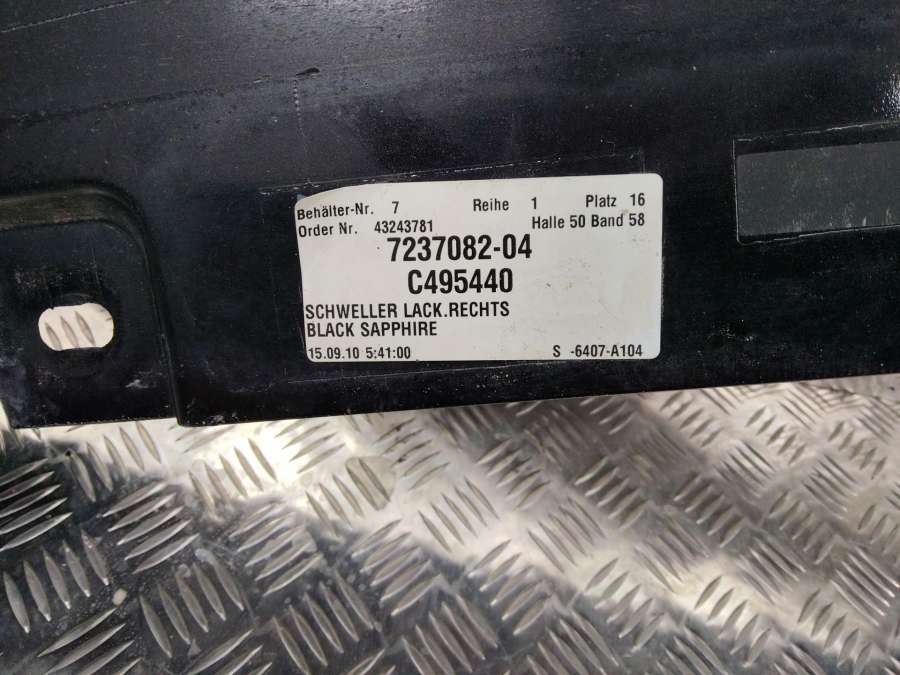 Behälter-Nr. 7 Reihe 1 Platz 16
Order Nr. 43243781 Halle 50 Band 58
7237082-04
C495440
SCHWELLER LACK.RECHTS
BLACK SAPPHIRE
15.09.10 5:41:00 S -6407-A104